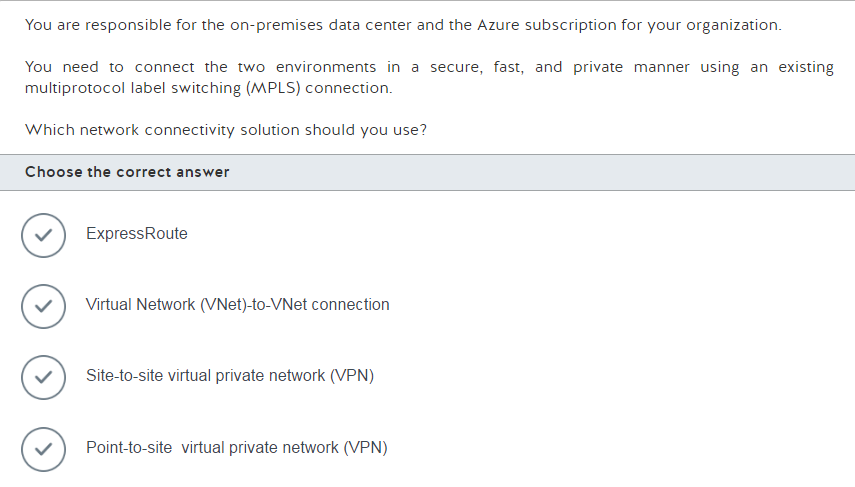 You are responsible for the on-premises data center and the Azure subscription for your organization.
You need to connect the two environments in a secure, fast, and private manner using an existing
multiprotocol label switching (MPLS) connection.
Which network connectivity solution should you use?
Choose the correct answer
ExpressRoute
Virtual Network (VNet)-to-VNet connection
Site-to-site virtual private network (VPN)
Point-to-site virtual private network (VPN)